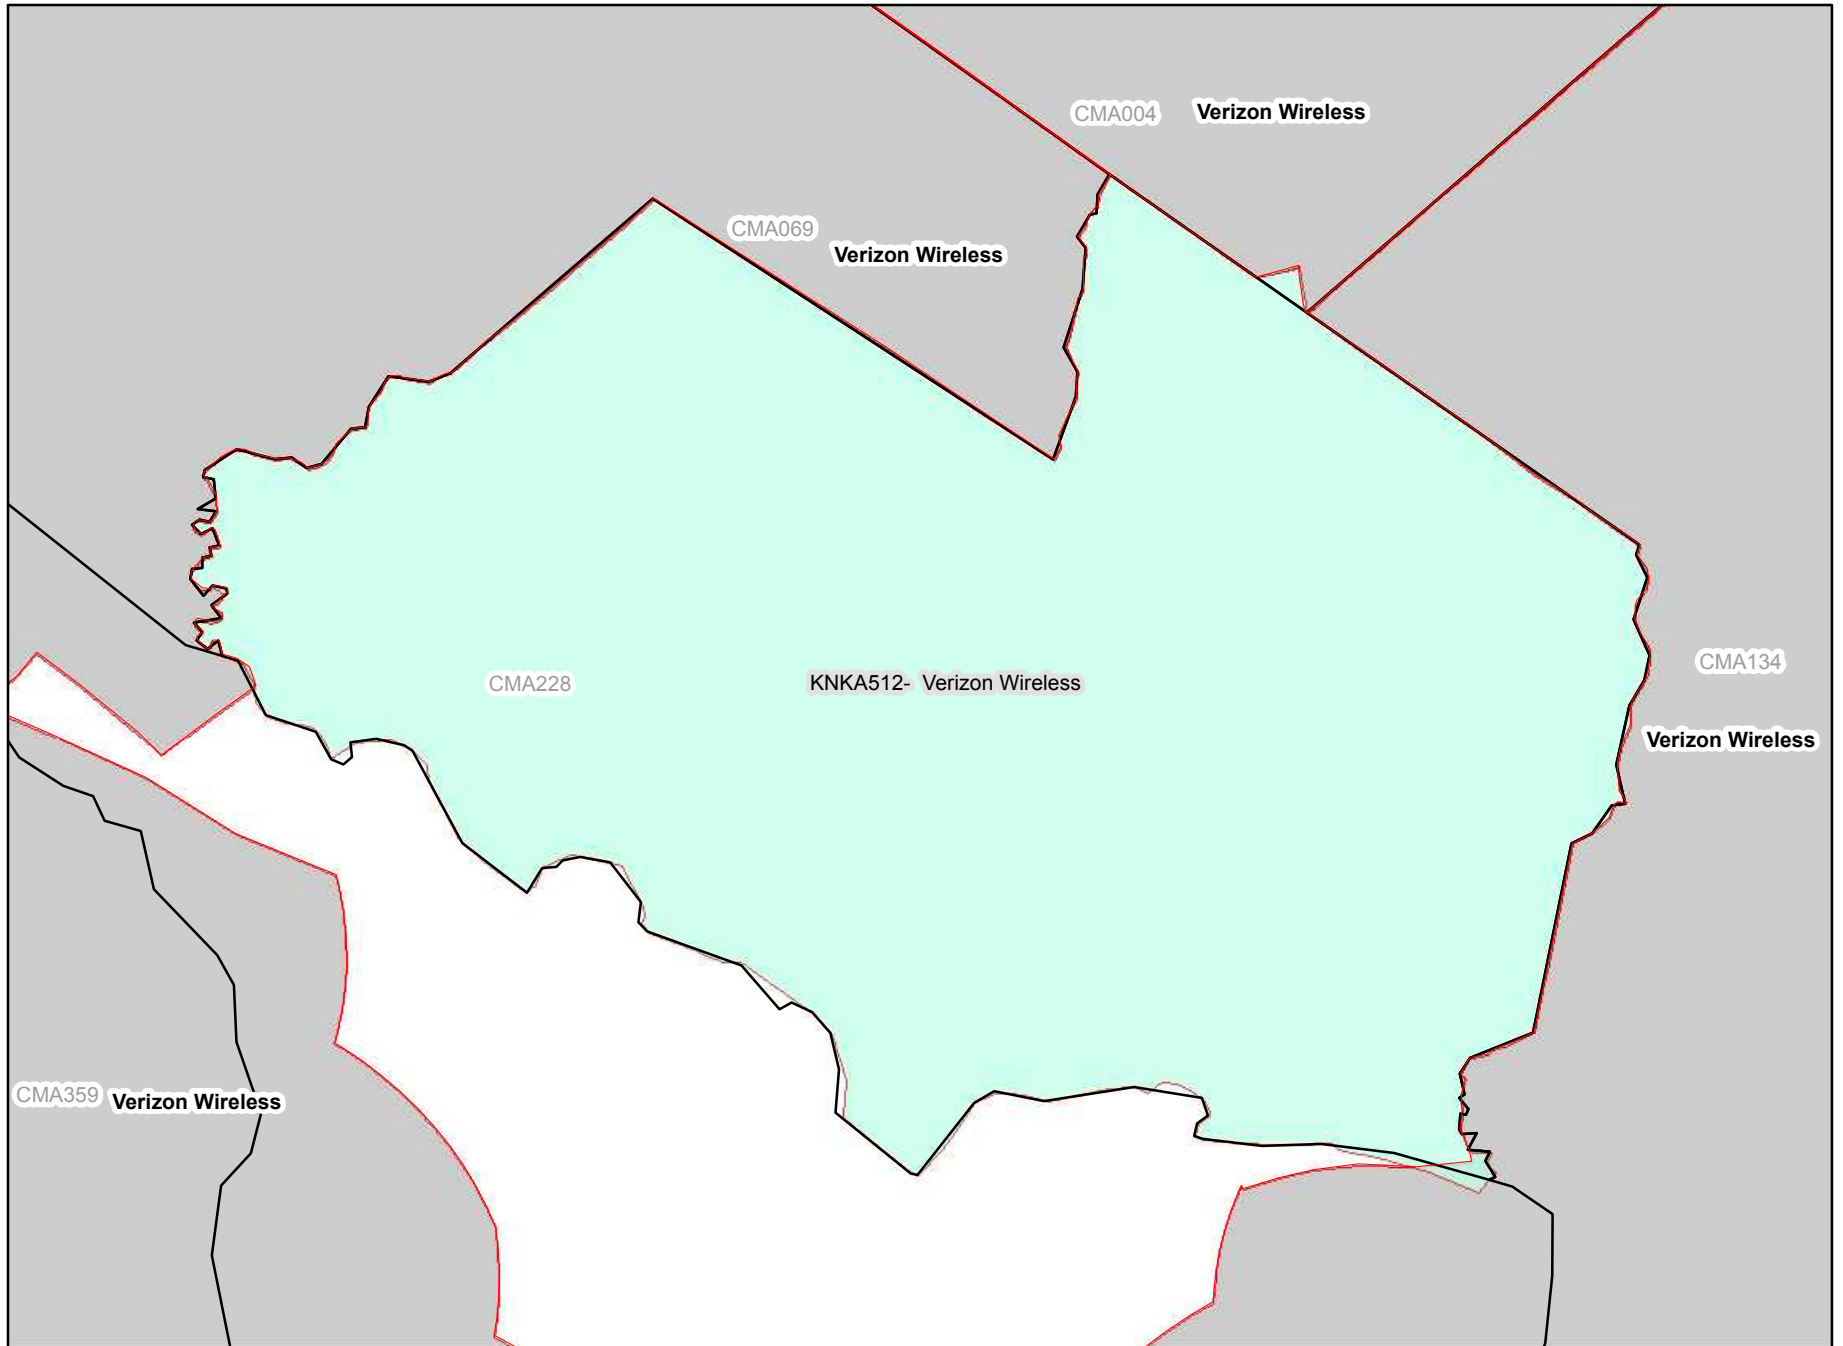 CMA004 Verizon Wireless
CMA069
Verizon Wireless
CMA228
KNKA512- Verizon Wireless
CMA134
Verizon Wireless
CMA359 Verizon Wireless